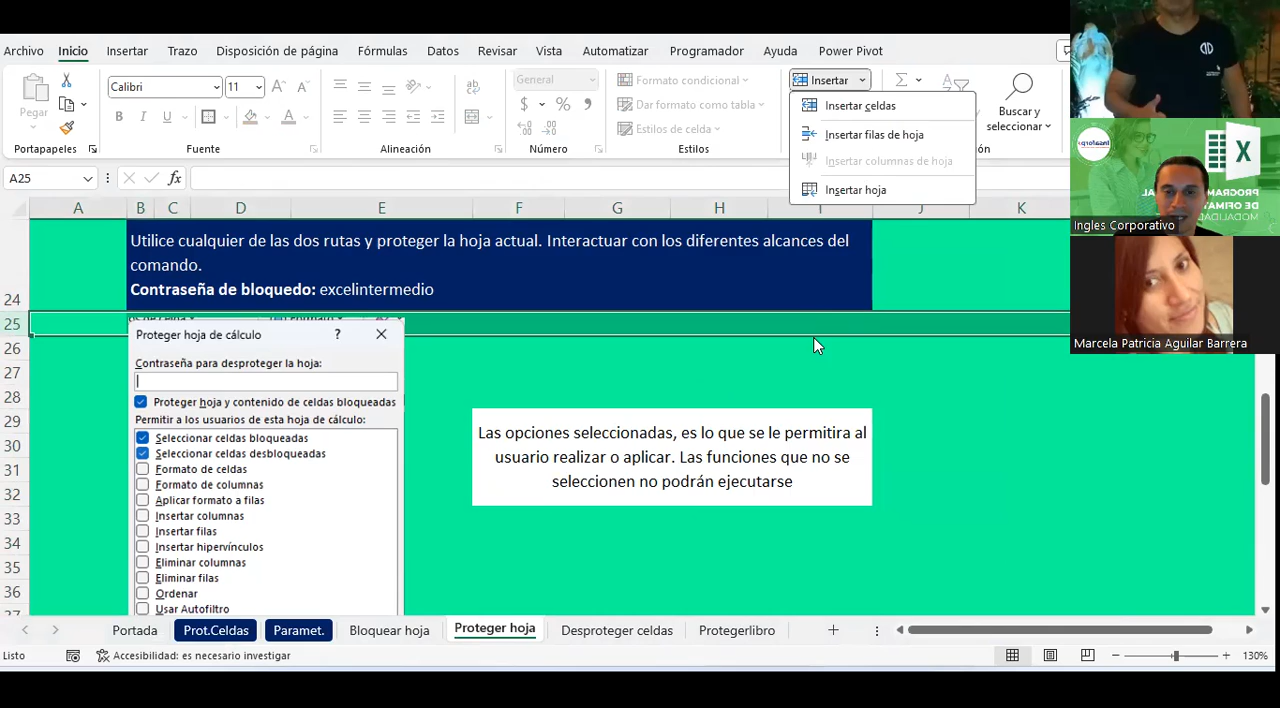 Archivo Inicio Insertar Trazo Disposición de página Fórmulas Datos Revisar Vista Automatizar Programador Ayuda Power Pivot
Calibri 11 General Formato condicional Insertar
Pegar Dar formato como tabla Buscar y
N K S Estilos de celda seleccionar
Portapapeles Fuente Alineación Número Estilos
Insertar celdas
Insertar filas de hoja
Insertar columnas de hoja
Insertar hoja
A25 fx
A B C D E F G H I J K
Utilice cualquier de las dos rutas y proteger la hoja actual. Interactuar con los diferentes alcances del
comando.
Contraseña de bloquedo: excelintermedio
24
25
26
27
28
29
30
31
32
33
34
35
36
37
Proteger hoja de cálculo ? X
Contraseña para desproteger la hoja:
Proteger hoja y contenido de celdas bloqueadas
Permitir a los usuarios de esta hoja de cálculo:
Seleccionar celdas bloqueadas
Seleccionar celdas desbloqueadas
Formato de celdas
Formato de columnas
Aplicar formato a filas
Insertar columnas
Insertar filas
Insertar hipervínculos
Eliminar columnas
Eliminar filas
Ordenar
Usar Autofiltro
Las opciones seleccionadas, es lo que se le permitira al
usuario realizar o aplicar. Las funciones que no se
seleccionen no podrán ejecutarse
Portada Prot.Celdas Paramet. Bloquear hoja Proteger hoja Desproteger celdas Protegerlibro
Listo Accesibilidad: es necesario investigar 130%
Ingles Corporativo
Marcela Patricia Aguilar Barrera